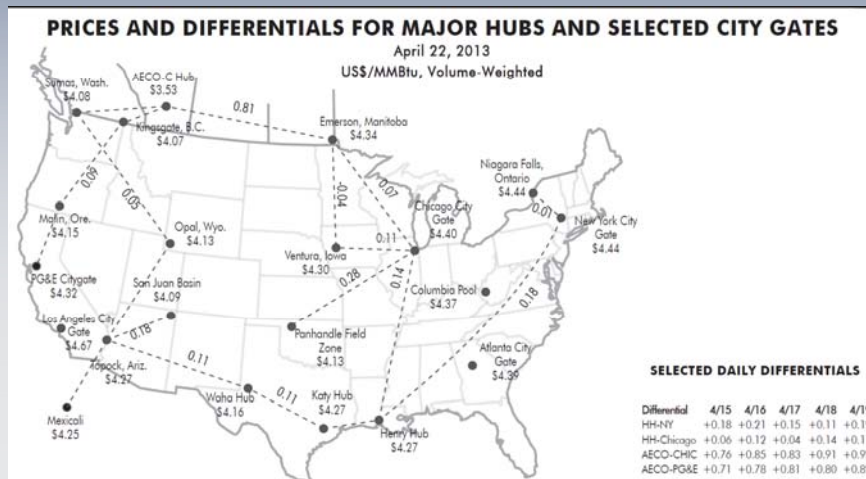 PRICES AND DIFFERENTIALS FOR MAJOR HUBS AND SELECTED CITY GATES
April 22, 2013
US$/MMBtu, Volume-Weighted
Sumas, Wash.
$4.08
AECO-C Hub
$3.53
Kingsgate, B.C.
$4.07
0.81
Emerson, Manitoba
$4.34
Niagara Falls,
Ontario
$4.44
0.01
New York City
Gate
$4.44
0.09
0.05
0.04
0.07
Chicago City
Gate
$4.40
Malin, Ore.
$4.15
Opal, Wyo.
$4.13
Ventura, Iowa
$4.30
0.11
0.28
0.14
0.18
PG&E Citygate
$4.32
San Juan Basin
$4.09
Columbia Pool
$4.37
Los Angeles City
Gate
$4.67
0.18
Topock, Ariz.
$4.27
Panhandle Field
Zone
$4.13
Atlanta City
Gate
$4.39
0.11
Waha Hub
$4.16
0.11
Katy Hub
$4.27
Henry Hub
$4.27
Mexicali
$4.25
SELECTED DAILY DIFFERENTIALS
Differential 4/15 4/16 4/17 4/18
HH-NY +0.18 +0.21 +0.15 +0.11
HH-Chicago +0.06 +0.12 +0.04 +0.14
AECO-CHIC +0.76 +0.85 +0.83 +0.91
AECO-PG&E +0.71 +0.78 +0.81 +0.80